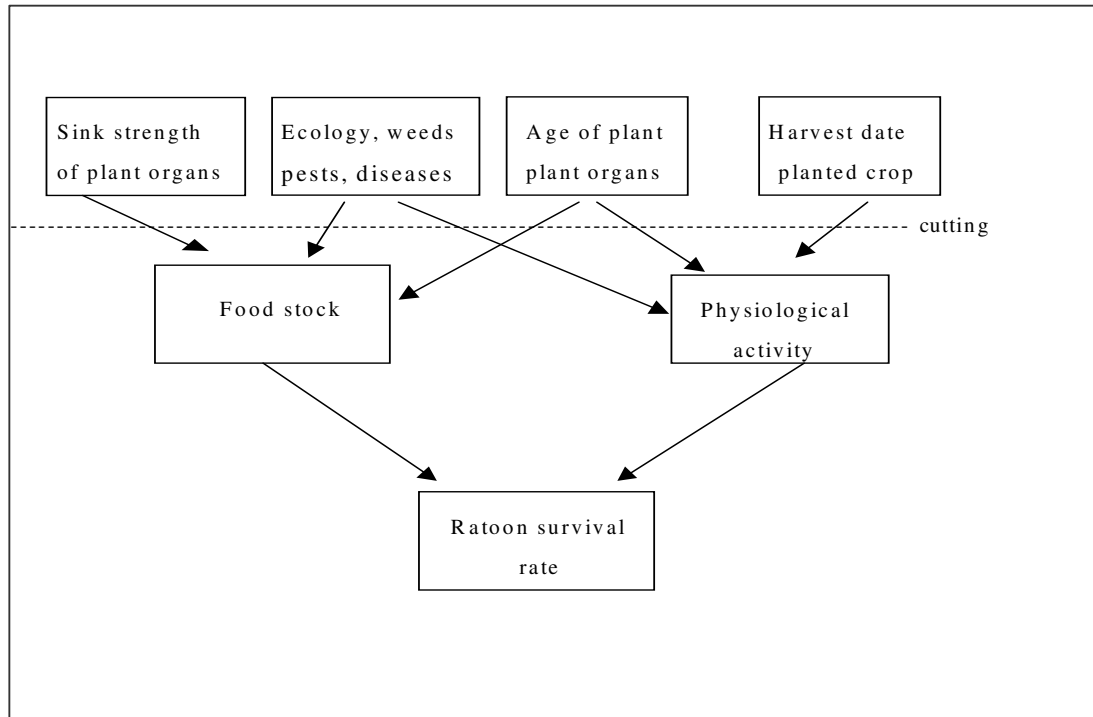 Sink strength
of plant organs
Ecology, weeds
pests, diseases
Age of plant
plant organs
Harvest date
planted crop
cutting
Food stock
Physiological
activity
Ratoon survival
rate